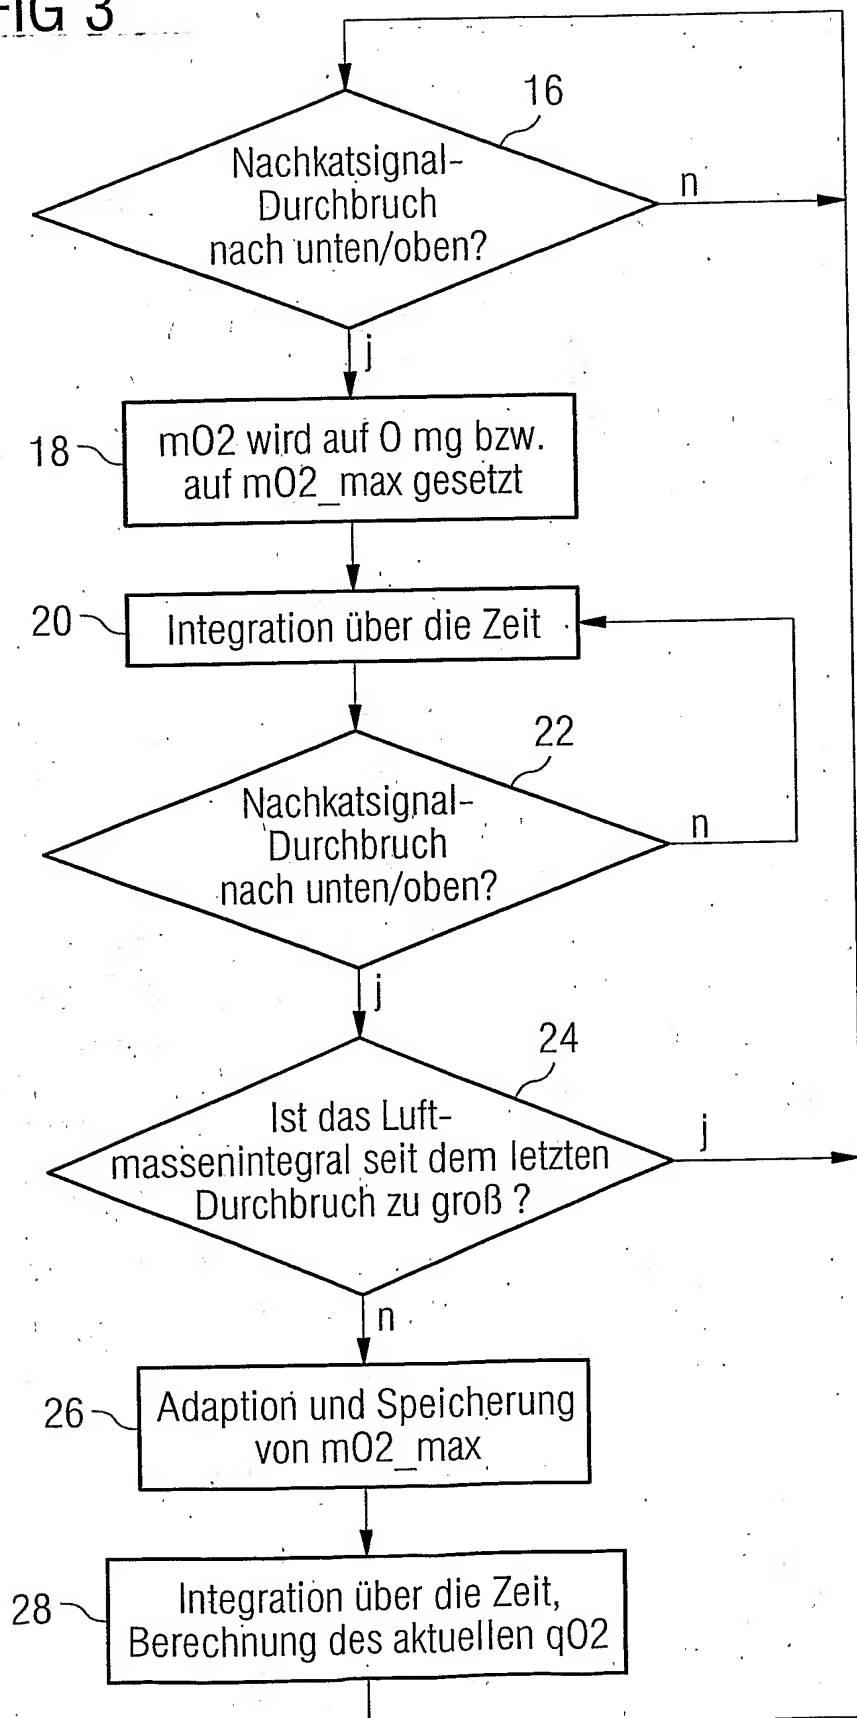 FIG 3
16
Nachkatsignal-
Durchbruch
nach unten/oben?
n
j
18
mO2 wird auf 0 mg bzw.
auf mO2_max gesetzt
20
Integration über die Zeit
22
Nachkatsignal-
Durchbruch
nach unten/oben?
n
j
24
Ist das Luft-
massenintegral seit dem letzten
Durchbruch zu groß ?
j
n
26
Adaption und Speicherung
von mO2_max
28
Integration über die Zeit,
Berechnung des aktuellen qO2